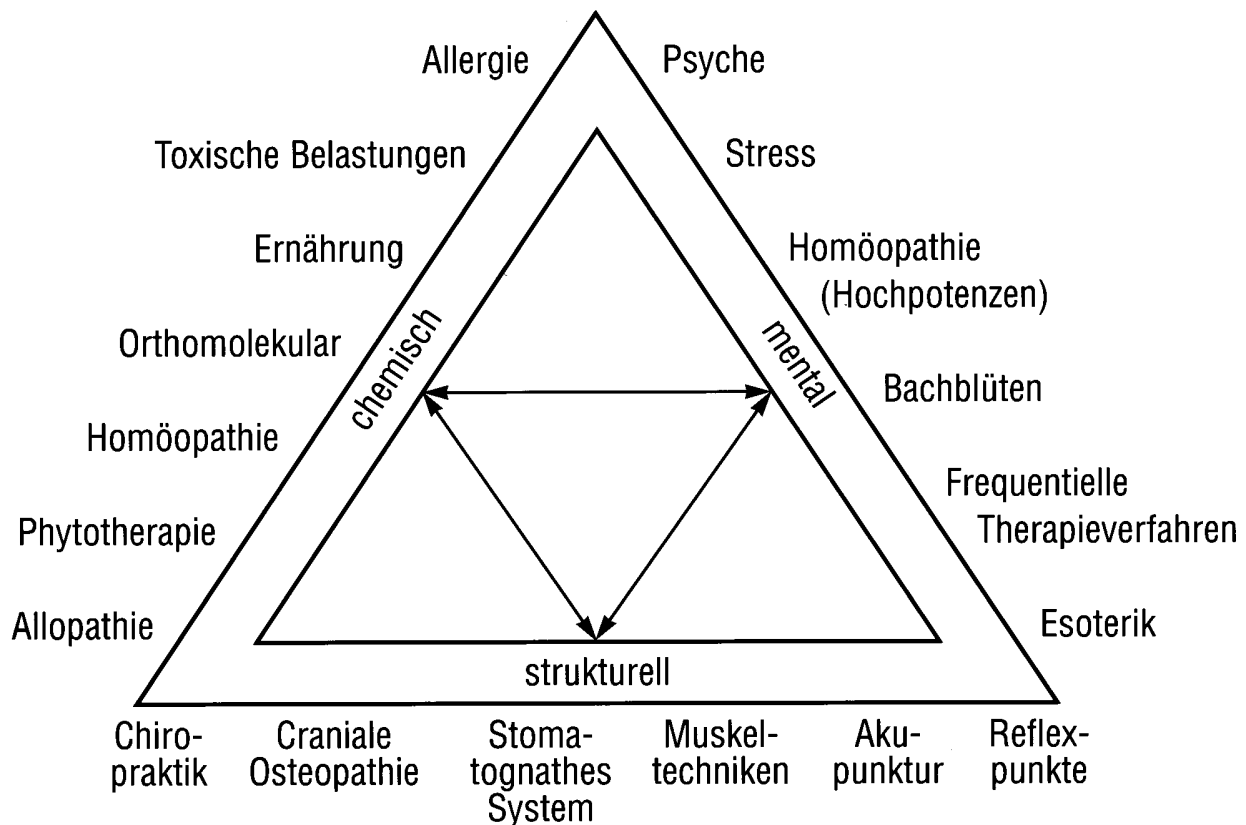 Allergie
Psyche
Toxische Belastungen
Stress
Ernährung
Homöopathie
(Hochpotenzen)
Orthomolekular
chemisch
mental
Bachblüten
Homöopathie
Frequentielle
Therapieverfahren
Phytotherapie
Allopathie
Esoterik
strukturell
Chiro-
praktik
Craniale
Osteopathie
Stoma-
tognathes
System
Muskel-
techniken
Aku-
punktur
Reflex-
punkte